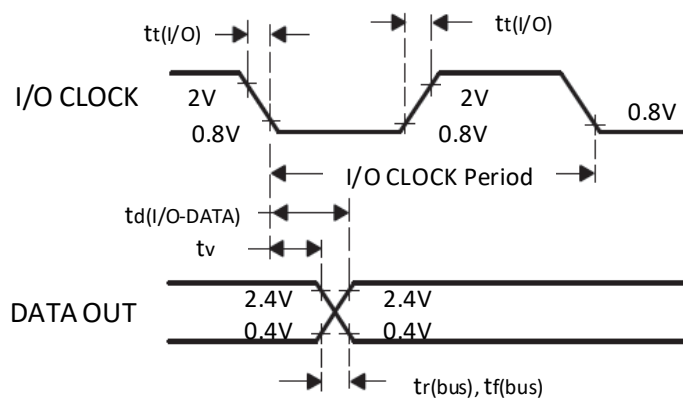 tt(I/O) tt(I/O)
I/O CLOCK 2V 2V 0.8V
0.8V 0.8V
I/O CLOCK Period
td(I/O-DATA)
tv
DATA OUT 2.4V 2.4V
0.4V 0.4V
tr(bus), tf(bus)